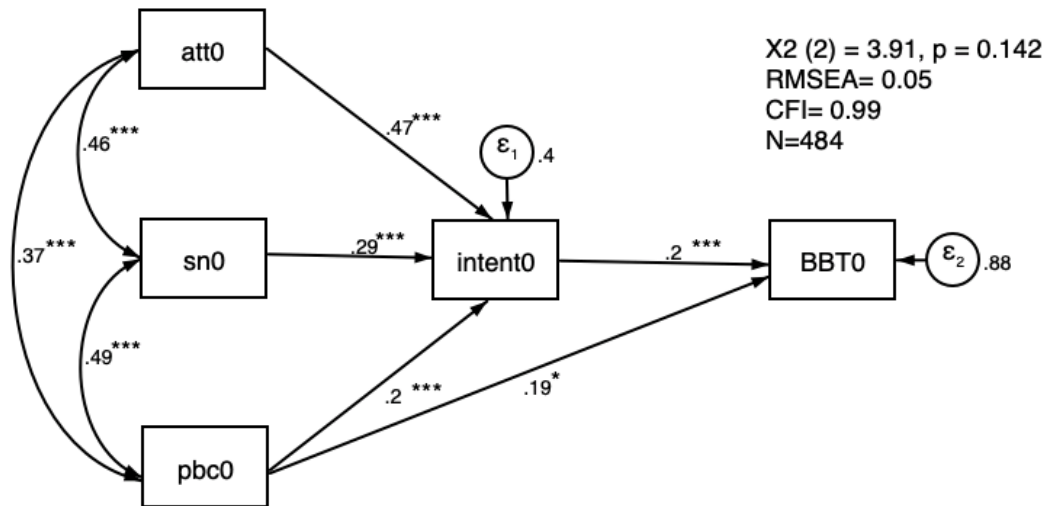 att0
X2 (2) = 3.91, p = 0.142
RMSEA= 0.05
CFI= 0.99
N=484
.47***
ε1
.4
.46***
.37***
sn0
.29***
intent0
.2 ***
BBT0
ε2
.88
.49***
.2 ***
.19*
pbc0